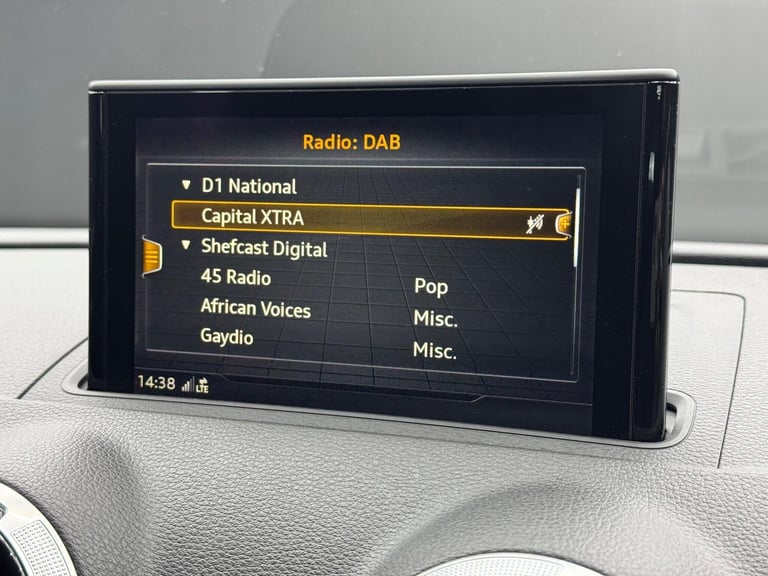 Radio: DAB
D1 National
Capital XTRA
Shefcast Digital
45 Radio Pop
African Voices Misc.
Gaydio Misc.
14:38 LTE